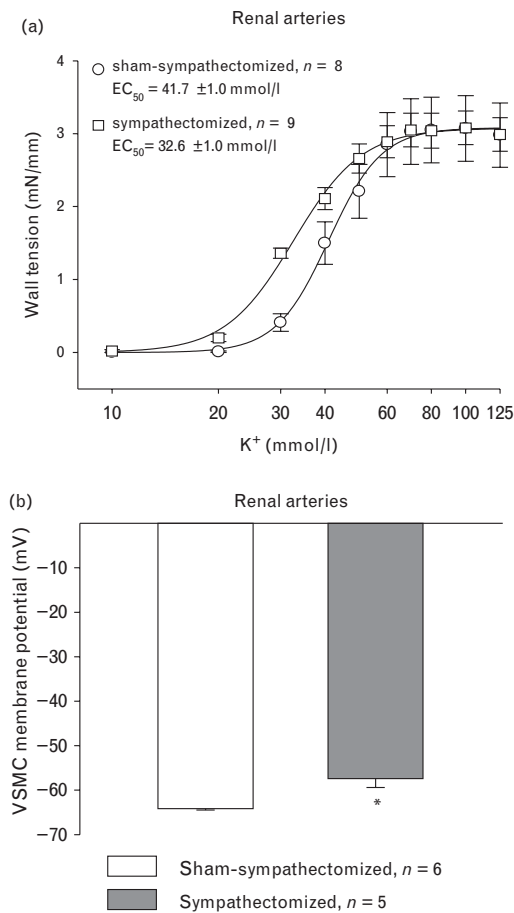 (a)
Renal arteries
sham-sympathectomized, n = 8
EC50 = 41.7 ±1.0 mmol/l
sympathectomized, n = 9
EC50= 32.6 ±1.0 mmol/l
Wall tension (mN/mm)
4
3
2
1
0
10 20 30 40 60 80 100 125
K+ (mmol/l)
(b)
Renal arteries
VSMC membrane potential (mV)
−10
−20
−30
−40
−50
−60
−70
*
Sham-sympathectomized, n = 6
Sympathectomized, n = 5